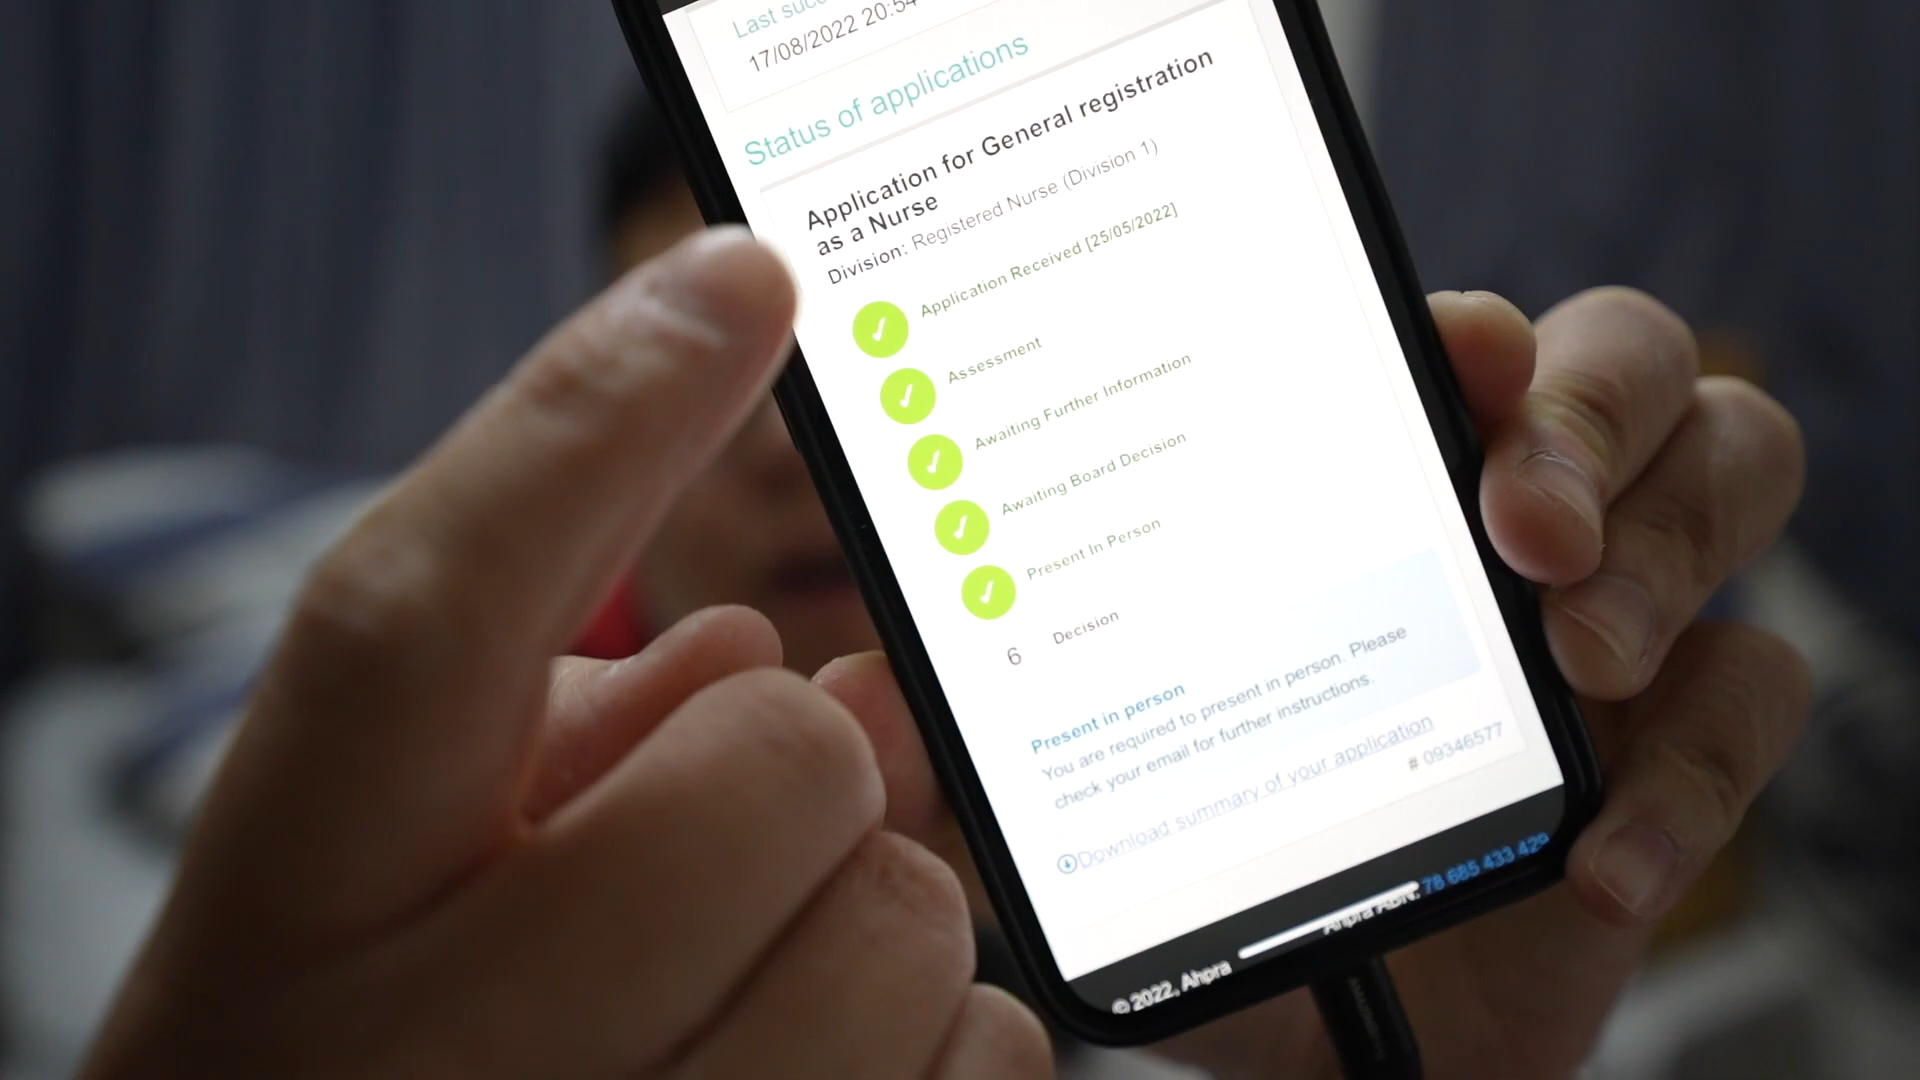 Last succ
17/08/2022 20:54
Status of applications
Application for General registration
as a Nurse
Division: Registered Nurse (Division 1)
Application Received [25/05/2022]
Assessment
Awaiting Further Information
Awaiting Board Decision
Present In Person
6 Decision
Present in person
You are required to present in person. Please
check your email for further instructions.
Download summary of your application
# 09346577
© 2022, Ahpra Ahpra ABN: 78 685 433 429